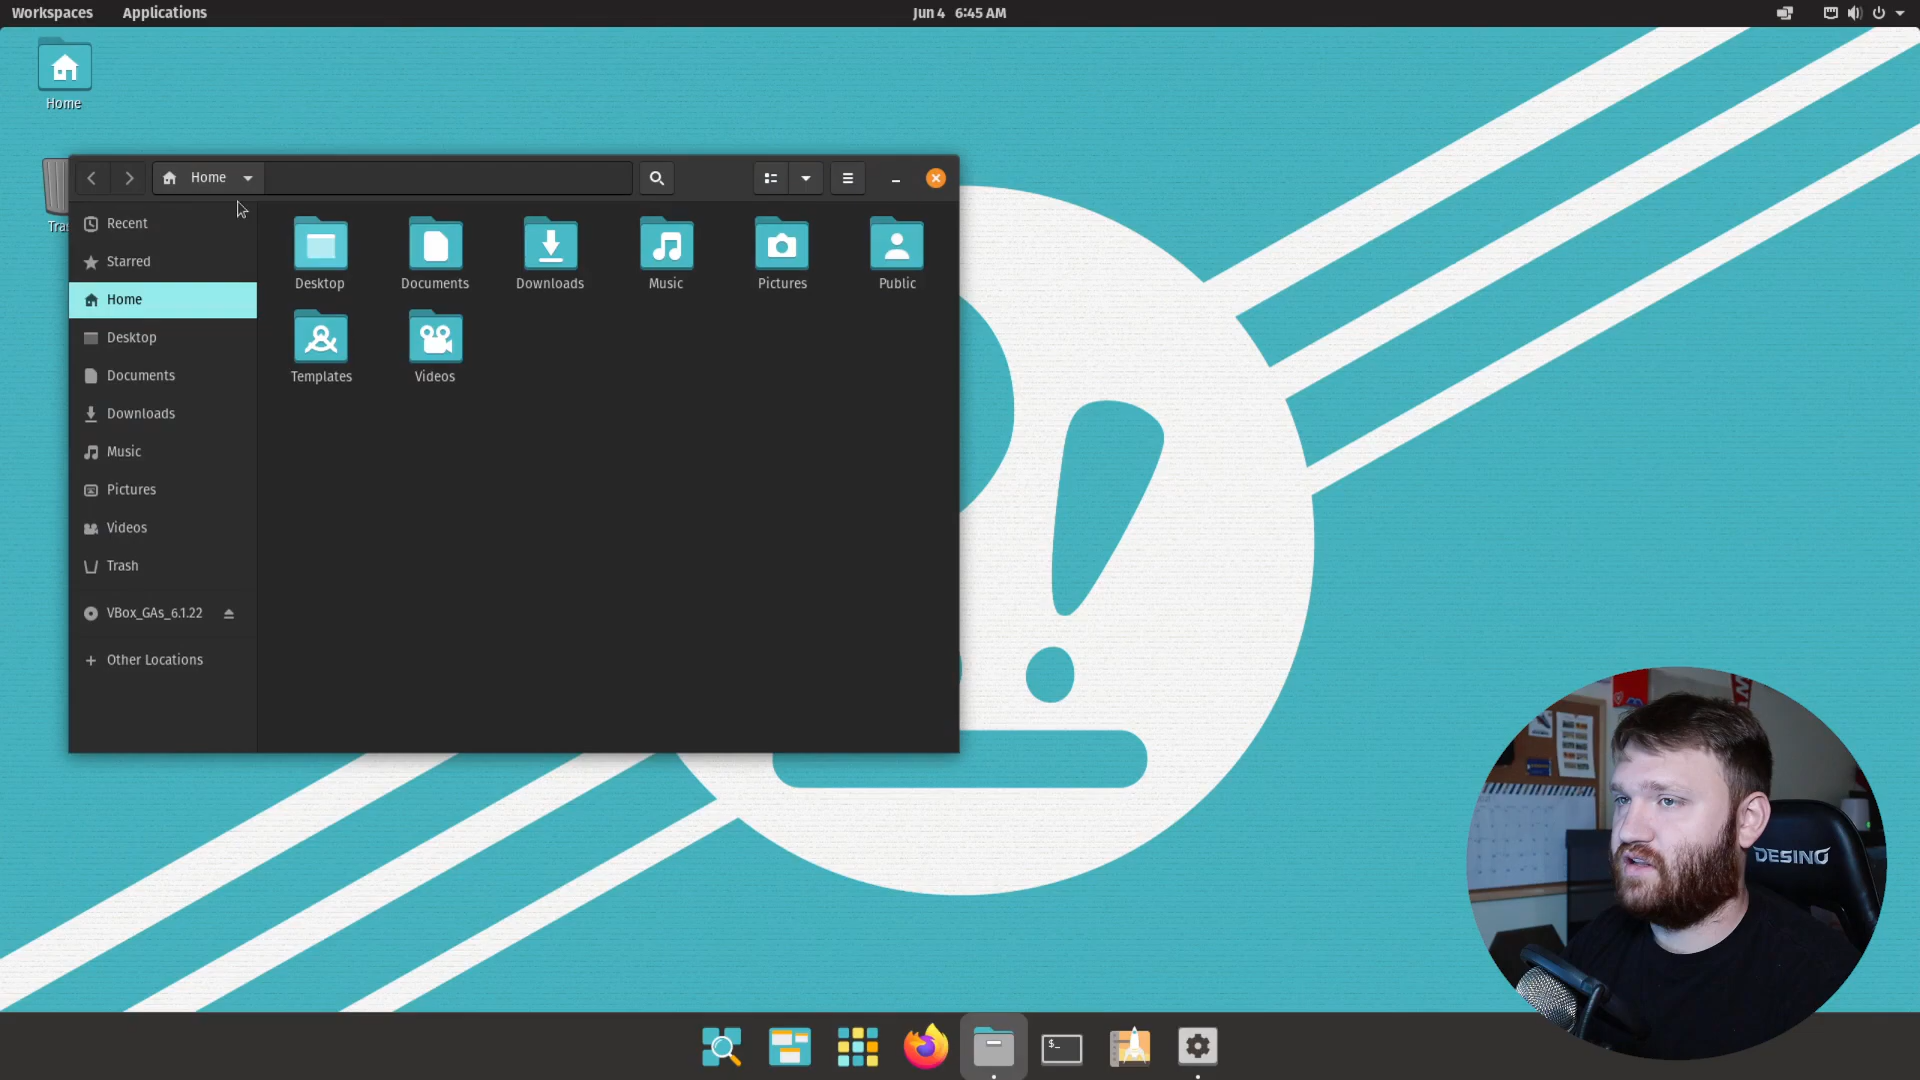 Workspaces Applications Jun 4 6:45 AM
Home
Home
Recent
Starred
Home
Desktop
Documents
Downloads
Music
Pictures
Videos
Trash
VBox_GAs_6.1.22
Other Locations
Desktop Documents Downloads Music Pictures Public
Templates Videos
Tras
$_
DESINO